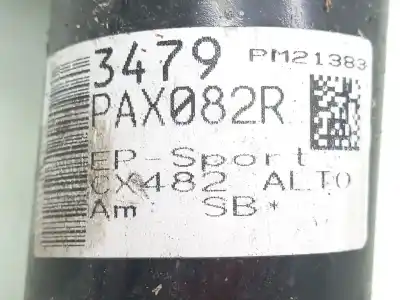 3479 PM21383
PAX082R
EP-Sport
CX482 ALTO
Am SB*